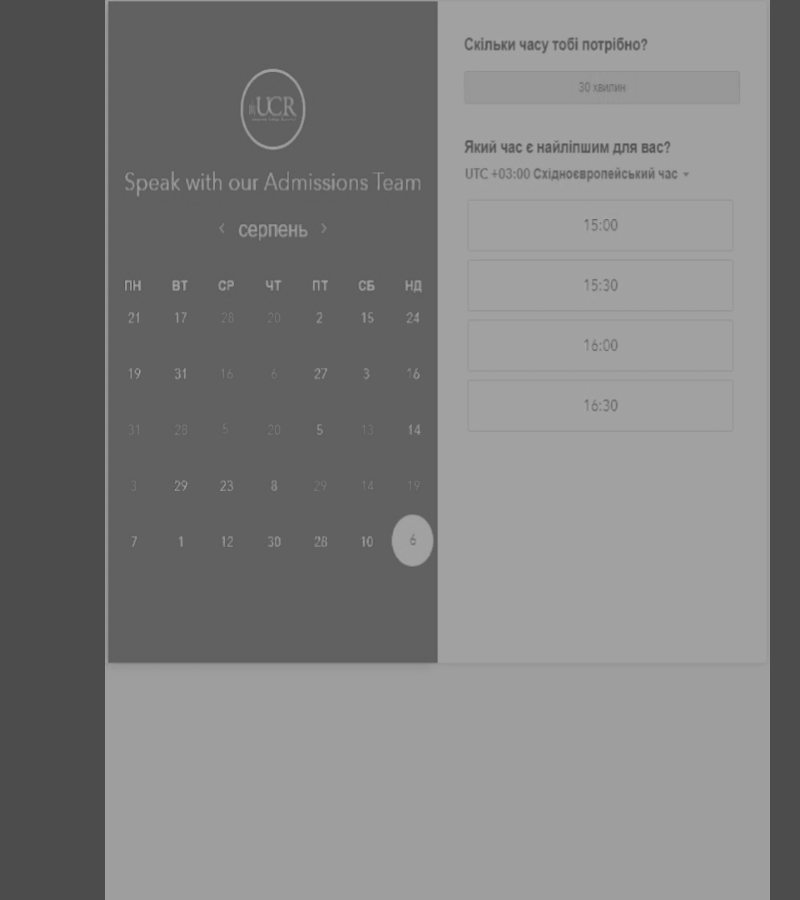 UCR
Speak with our Admissions Team
‹ серпень ›
ПН ВТ СР ЧТ ПТ СБ НД
21 17 28 20 2 15 24
19 31 16 6 27 3 16
31 28 5 20 5 13 14
3 29 23 8 29 14 19
7 1 12 30 28 10 6
Скільки часу тобі потрібно?
30 хвилин
Який час є найліпшим для вас?
UTC +03:00 Східноєвропейський час
15:00
15:30
16:00
16:30